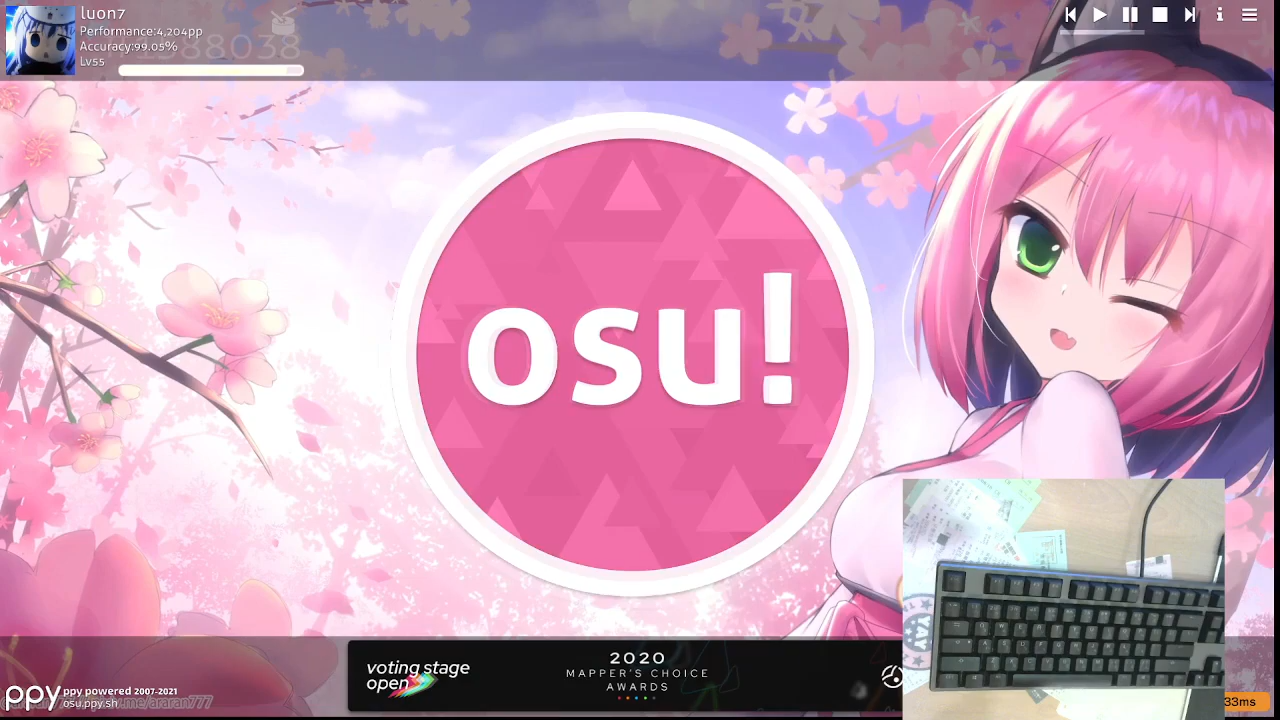 luon7
Performance:4,204pp
Accuracy:99.05%
Lv55
osu!
voting stage
open
2020
MAPPER'S CHOICE
AWARDS
ppy
ppy powered 2007-2021
osu.ppy.sh
33ms